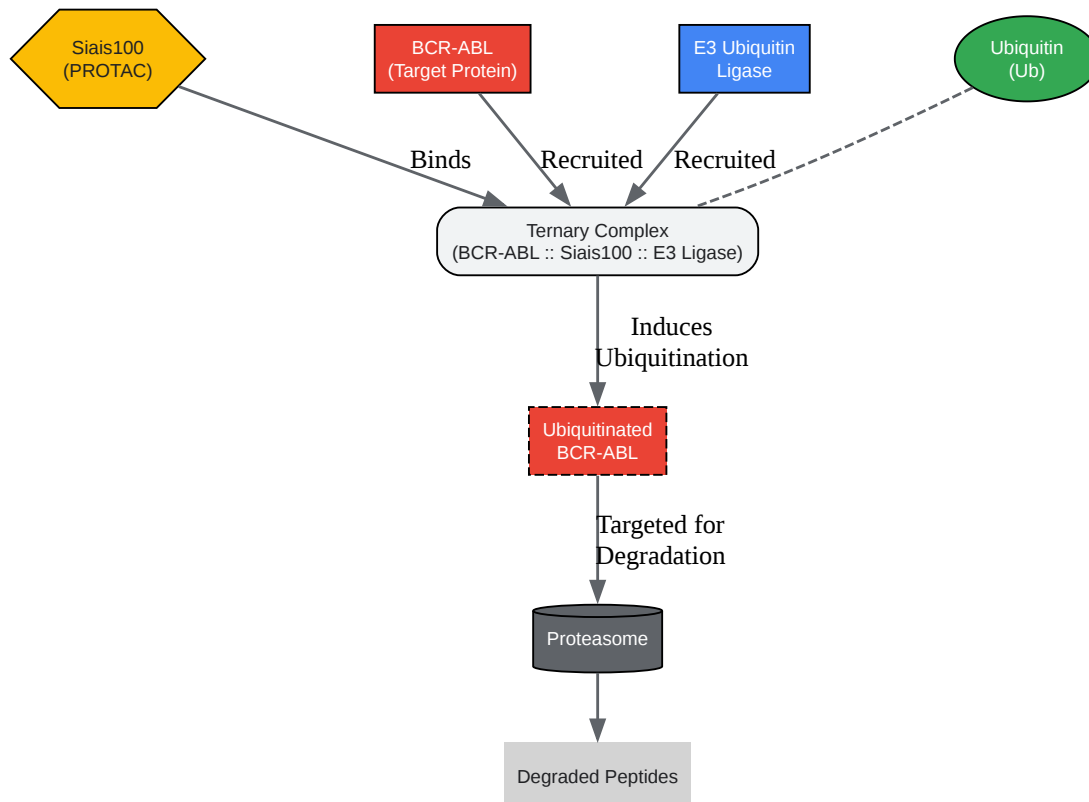 Siais100
(PROTAC)
BCR-ABL
(Target Protein)
E3 Ubiquitin
Ligase
Ubiquitin
(Ub)
Binds
Recruited
Recruited
Ternary Complex
(BCR-ABL :: Siais100 :: E3 Ligase)
Induces
Ubiquitination
Ubiquitinated
BCR-ABL
Targeted for
Degradation
Proteasome
Degraded Peptides